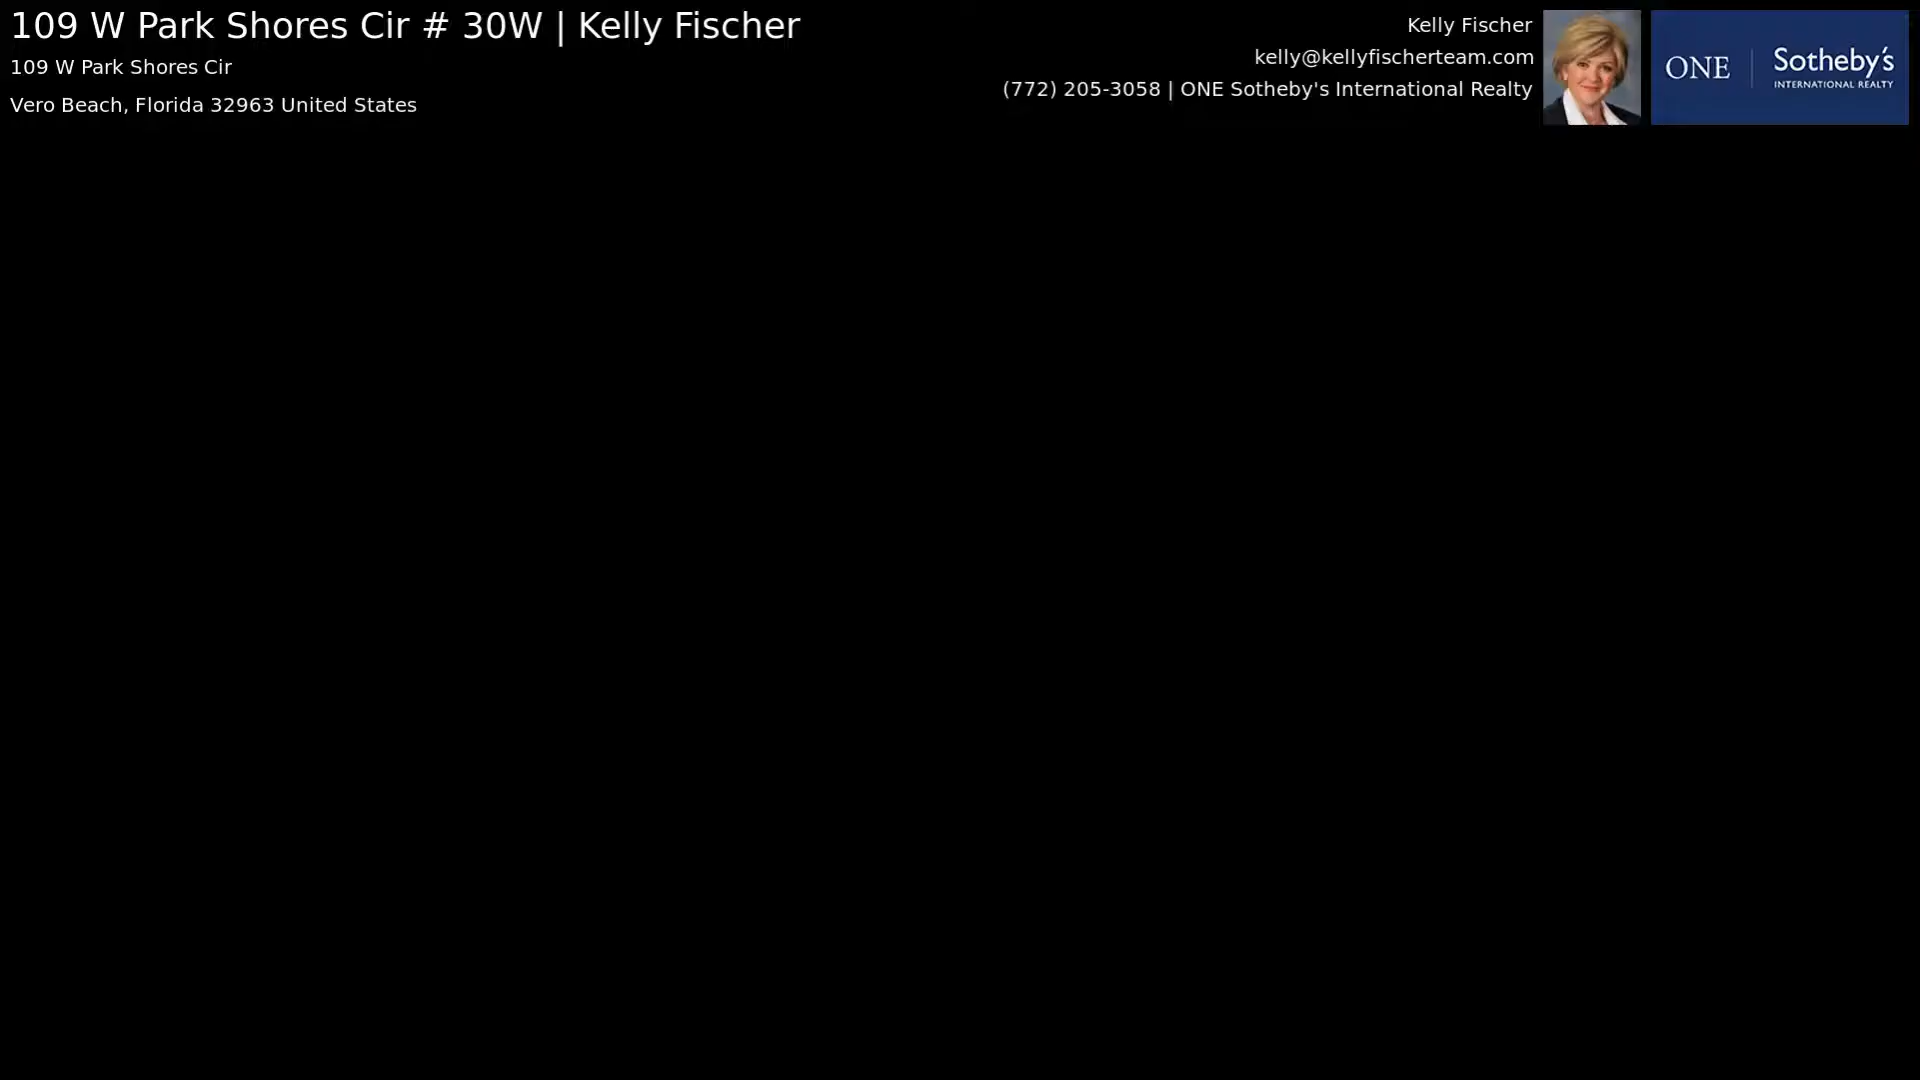 109 W Park Shores Cir # 30W | Kelly Fischer
109 W Park Shores Cir
Vero Beach, Florida 32963 United States
Kelly Fischer
kelly@kellyfischerteam.com
(772) 205-3058 | ONE Sotheby's International Realty
ONE | Sotheby's
INTERNATIONAL REALTY